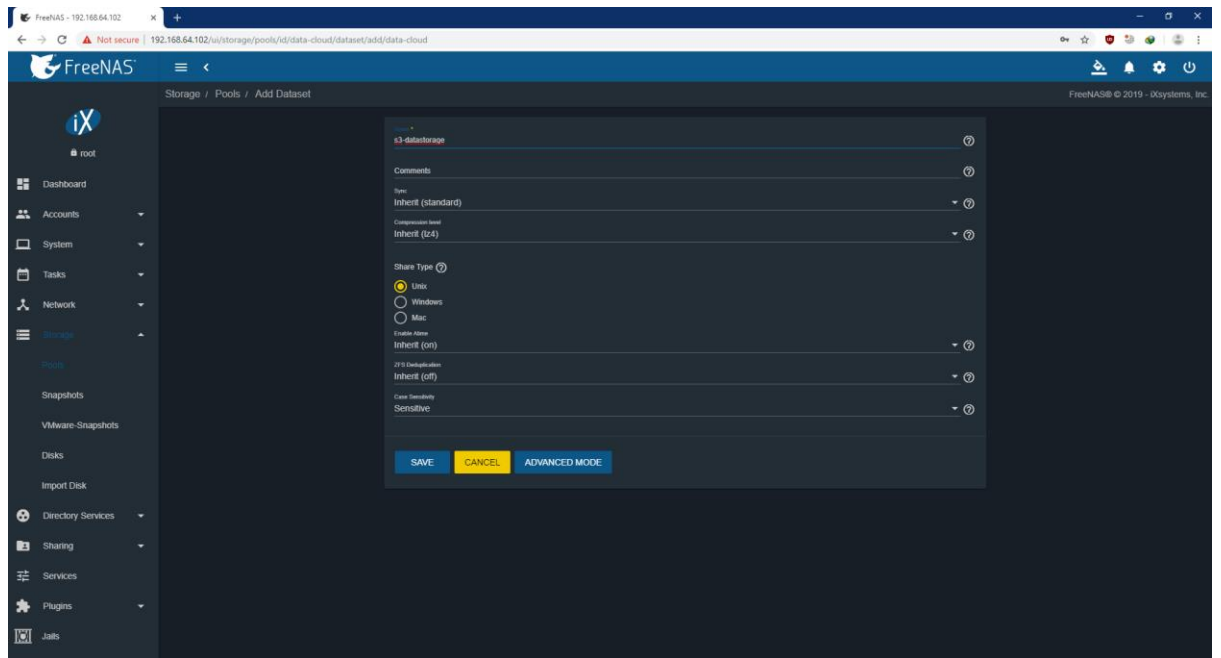 FreeNAS - 192.168.64.102
Not secure | 192.168.64.102/ui/storage/pools/id/data-cloud/dataset/add/data-cloud
FreeNAS
Storage / Pools / Add Dataset
FreeNAS® © 2019 - iXsystems, Inc.
iX
root
Dashboard
Accounts
System
Tasks
Network
Storage
Pools
Snapshots
VMware-Snapshots
Disks
Import Disk
Directory Services
Sharing
Services
Plugins
Jails
s3-datastorage
Comments
Sync
Inherit (standard)
Compression level
Inherit (lz4)
Share Type
Unix
Windows
Mac
Enable Atime
Inherit (on)
ZFS Deduplication
Inherit (off)
Case Sensitivity
Sensitive
SAVE CANCEL ADVANCED MODE